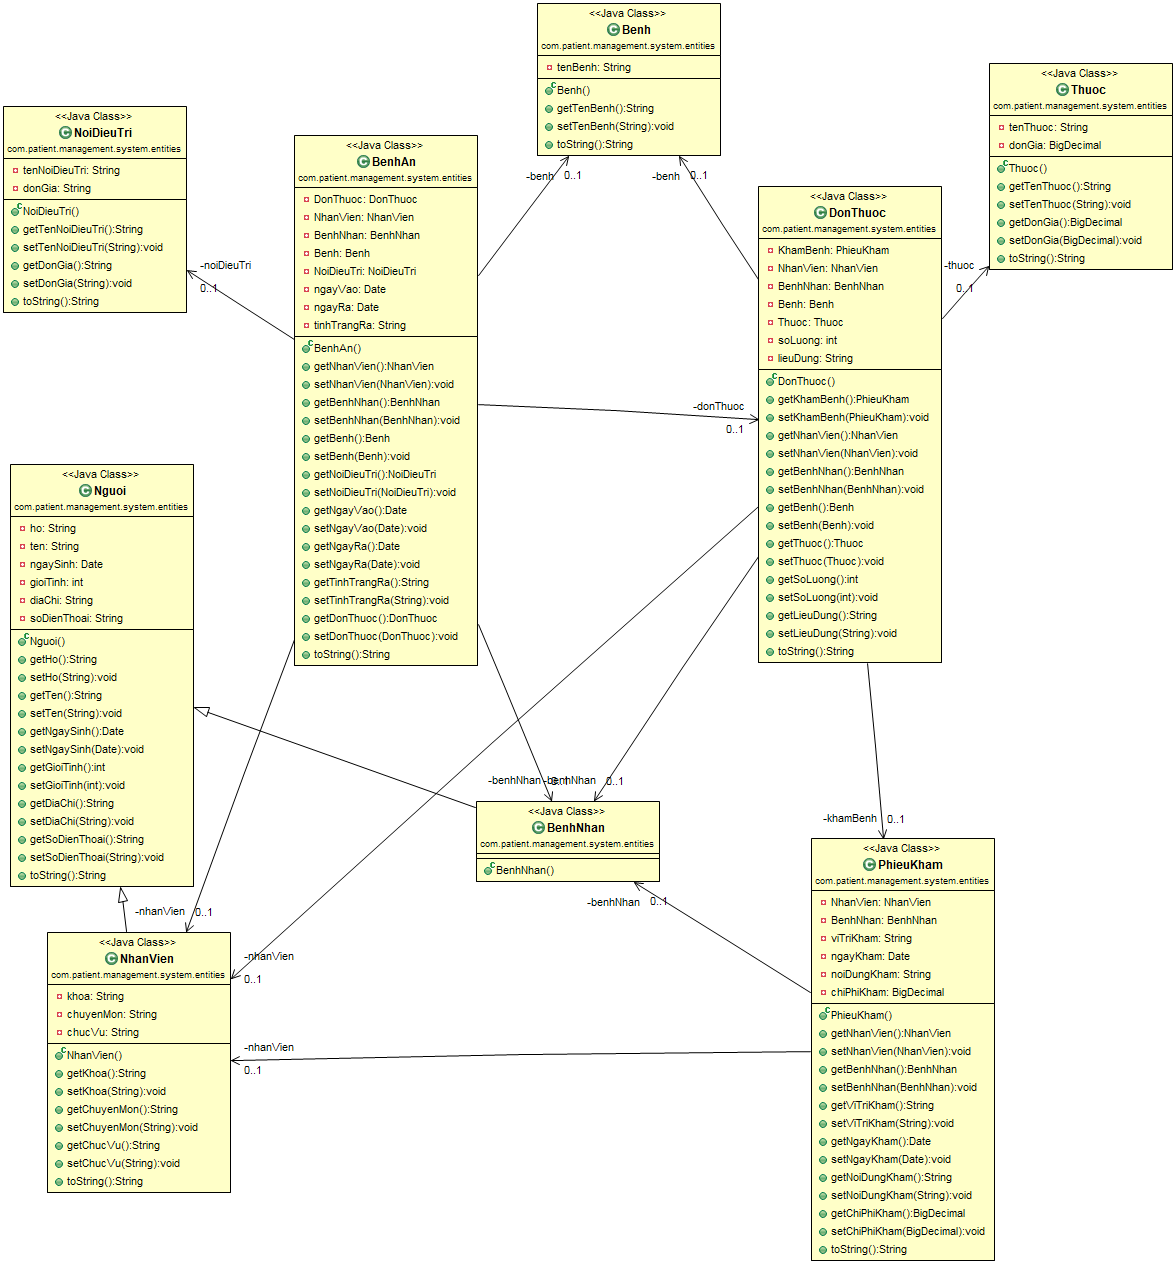 <<Java Class>>
Benh
com.patient.management.system.entities
tenBenh: String
Benh()
getTenBenh():String
setTenBenh(String):void
toString():String
<<Java Class>>
Thuoc
com.patient.management.system.entities
tenThuoc: String
donGia: BigDecimal
Thuoc()
getTenThuoc():String
setTenThuoc(String):void
getDonGia():BigDecimal
setDonGia(BigDecimal):void
toString():String
<<Java Class>>
NoiDieuTri
com.patient.management.system.entities
tenNoiDieuTri: String
donGia: String
NoiDieuTri()
getTenNoiDieuTri():String
setTenNoiDieuTri(String):void
getDonGia():String
setDonGia(String):void
toString():String
<<Java Class>>
BenhAn
com.patient.management.system.entities
DonThuoc: DonThuoc
NhanVien: NhanVien
BenhNhan: BenhNhan
Benh: Benh
NoiDieuTri: NoiDieuTri
ngayVao: Date
ngayRa: Date
tinhTrangRa: String
BenhAn()
getNhanVien():NhanVien
setNhanVien(NhanVien):void
getBenhNhan():BenhNhan
setBenhNhan(BenhNhan):void
getBenh():Benh
setBenh(Benh):void
getNoiDieuTri():NoiDieuTri
setNoiDieuTri(NoiDieuTri):void
getNgayVao():Date
setNgayVao(Date):void
getNgayRa():Date
setNgayRa(Date):void
getTinhTrangRa():String
setTinhTrangRa(String):void
getDonThuoc():DonThuoc
setDonThuoc(DonThuoc):void
toString():String
-benh 0..1
-benh 0..1
<<Java Class>>
DonThuoc
com.patient.management.system.entities
KhamBenh: PhieuKham
NhanVien: NhanVien
BenhNhan: BenhNhan
Benh: Benh
Thuoc: Thuoc
soLuong: int
lieuDung: String
DonThuoc()
getKhamBenh():PhieuKham
setKhamBenh(PhieuKham):void
getNhanVien():NhanVien
setNhanVien(NhanVien):void
getBenhNhan():BenhNhan
setBenhNhan(BenhNhan):void
getBenh():Benh
setBenh(Benh):void
getThuoc():Thuoc
setThuoc(Thuoc):void
getSoLuong():int
setSoLuong(int):void
getLieuDung():String
setLieuDung(String):void
toString():String
-noiDieuTri
0..1
-thuoc
0..1
-donThuoc
0..1
<<Java Class>>
Nguoi
com.patient.management.system.entities
ho: String
ten: String
ngaySinh: Date
gioiTinh: int
diaChi: String
soDienThoai: String
Nguoi()
getHo():String
setHo(String):void
getTen():String
setTen(String):void
getNgaySinh():Date
setNgaySinh(Date):void
getGioiTinh():int
setGioiTinh(int):void
getDiaChi():String
setDiaChi(String):void
getSoDienThoai():String
setSoDienThoai(String):void
toString():String
-benhNhan 0..1
-benhNhan 0..1
<<Java Class>>
BenhNhan
com.patient.management.system.entities
BenhNhan()
-khamBenh 0..1
-benhNhan 0..1
<<Java Class>>
PhieuKham
com.patient.management.system.entities
NhanVien: NhanVien
BenhNhan: BenhNhan
viTriKham: String
ngayKham: Date
noiDungKham: String
chiPhiKham: BigDecimal
PhieuKham()
getNhanVien():NhanVien
setNhanVien(NhanVien):void
getBenhNhan():BenhNhan
setBenhNhan(BenhNhan):void
getViTriKham():String
setViTriKham(String):void
getNgayKham():Date
setNgayKham(Date):void
getNoiDungKham():String
setNoiDungKham(String):void
getChiPhiKham():BigDecimal
setChiPhiKham(BigDecimal):void
toString():String
-nhanVien 0..1
<<Java Class>>
NhanVien
com.patient.management.system.entities
khoa: String
chuyenMon: String
chucVu: String
NhanVien()
getKhoa():String
setKhoa(String):void
getChuyenMon():String
setChuyenMon(String):void
getChucVu():String
setChucVu(String):void
toString():String
-nhanVien
0..1
-nhanVien
0..1